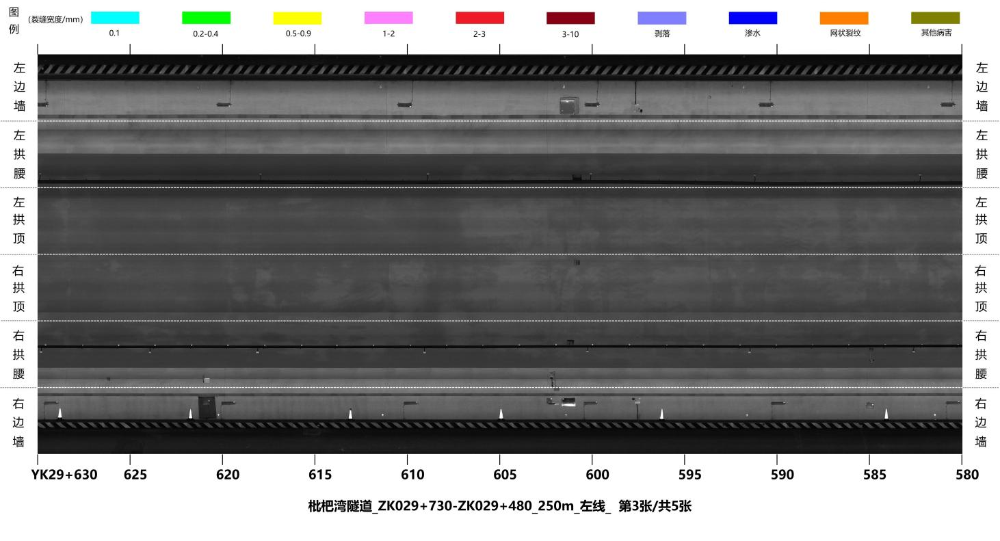 图例
(裂缝宽度/mm)
0.1
0.2-0.4
0.5-0.9
1-2
2-3
3-10
剥落
渗水
网状裂纹
其他病害
左边墙
左边墙
左拱腰
左拱腰
左拱顶
左拱顶
右拱顶
右拱顶
右拱腰
右拱腰
右边墙
右边墙
YK29+630
625
620
615
610
605
600
595
590
585
580
枇杷湾隧道_ZK029+730-ZK029+480_250m_左线_ 第3张/共5张